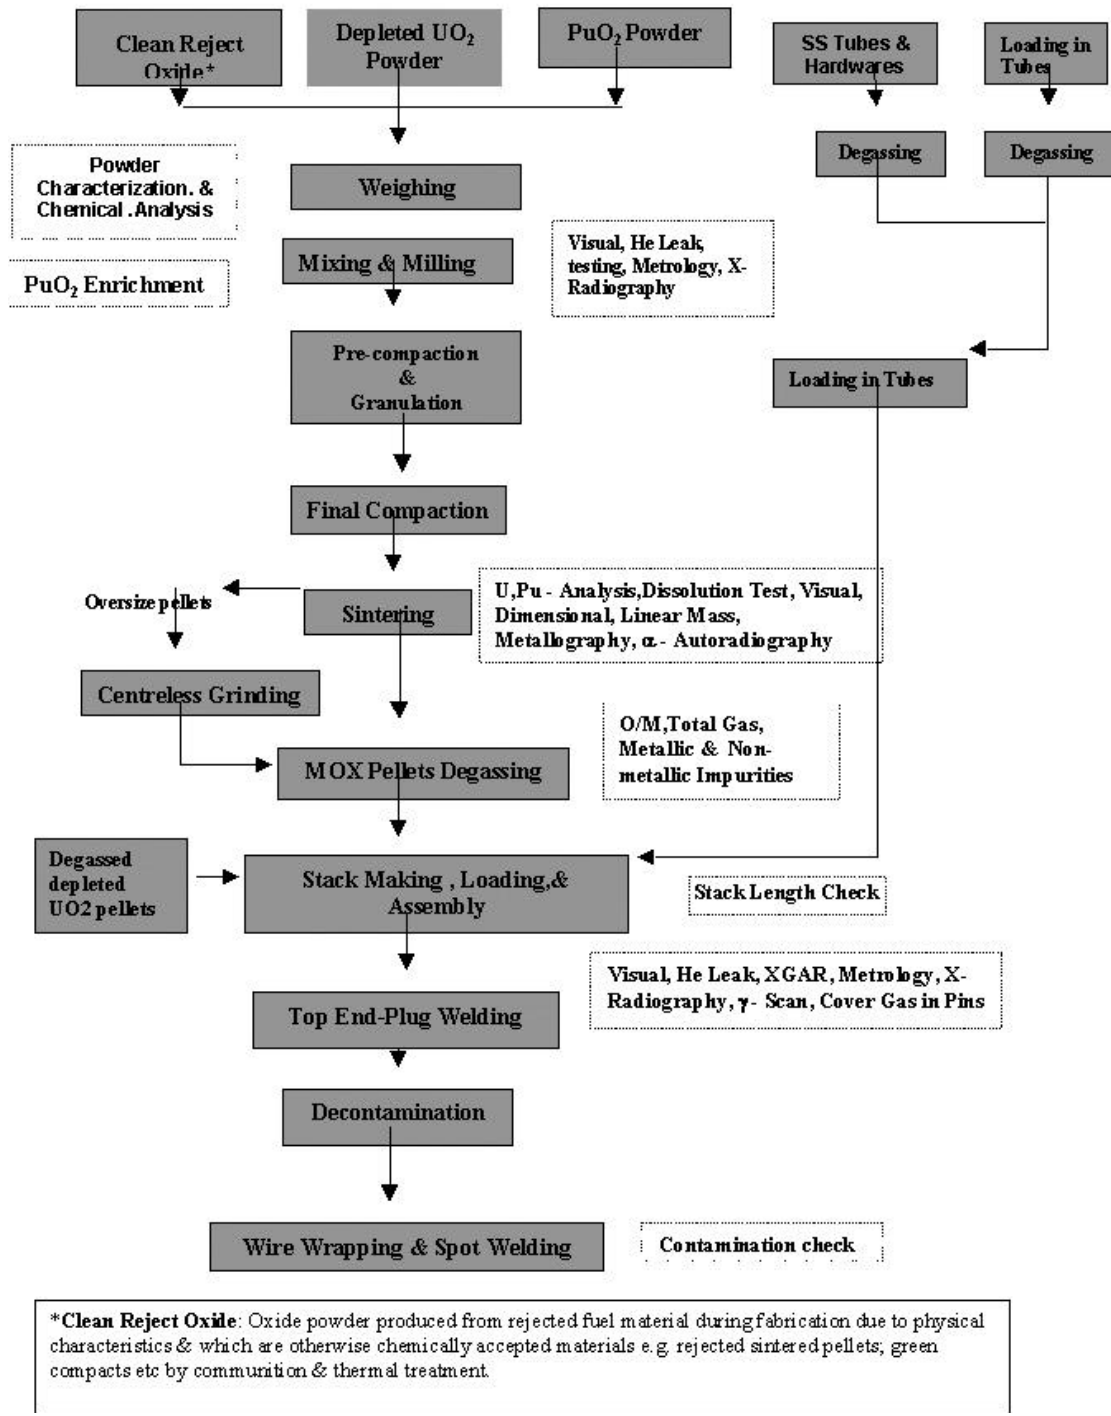 Clean Reject
Oxide*
Depleted UO₂
Powder
PuO₂ Powder
SS Tubes &
Hardwares
Loading in
Tubes
Degassing
Degassing
Powder
Characterization. &
Chemical .Analysis
Weighing
PuO₂ Enrichment
Mixing & Milling
Visual, He Leak,
testing, Metrology, X-
Radiography
Pre-compaction
&
Granulation
Loading in Tubes
Final Compaction
Oversize pellets
Sintering
U,Pu - Analysis,Dissolution Test, Visual,
Dimensional, Linear Mass,
Metallography, α - Autoradiography
Centreless Grinding
O/M,Total Gas,
Metallic & Non-
metallic Impurities
MOX Pellets Degassing
Degassed
depleted
UO2 pellets
Stack Making , Loading,&
Assembly
Stack Length Check
Visual, He Leak, XGAR, Metrology, X-
Radiography, γ- Scan, Cover Gas in Pins
Top End-Plug Welding
Decontamination
Wire Wrapping & Spot Welding
Contamination check
*Clean Reject Oxide: Oxide powder produced from rejected fuel material during fabrication due to physical
characteristics & which are otherwise chemically accepted materials e.g. rejected sintered pellets; green
compacts etc by communition & thermal treatment.